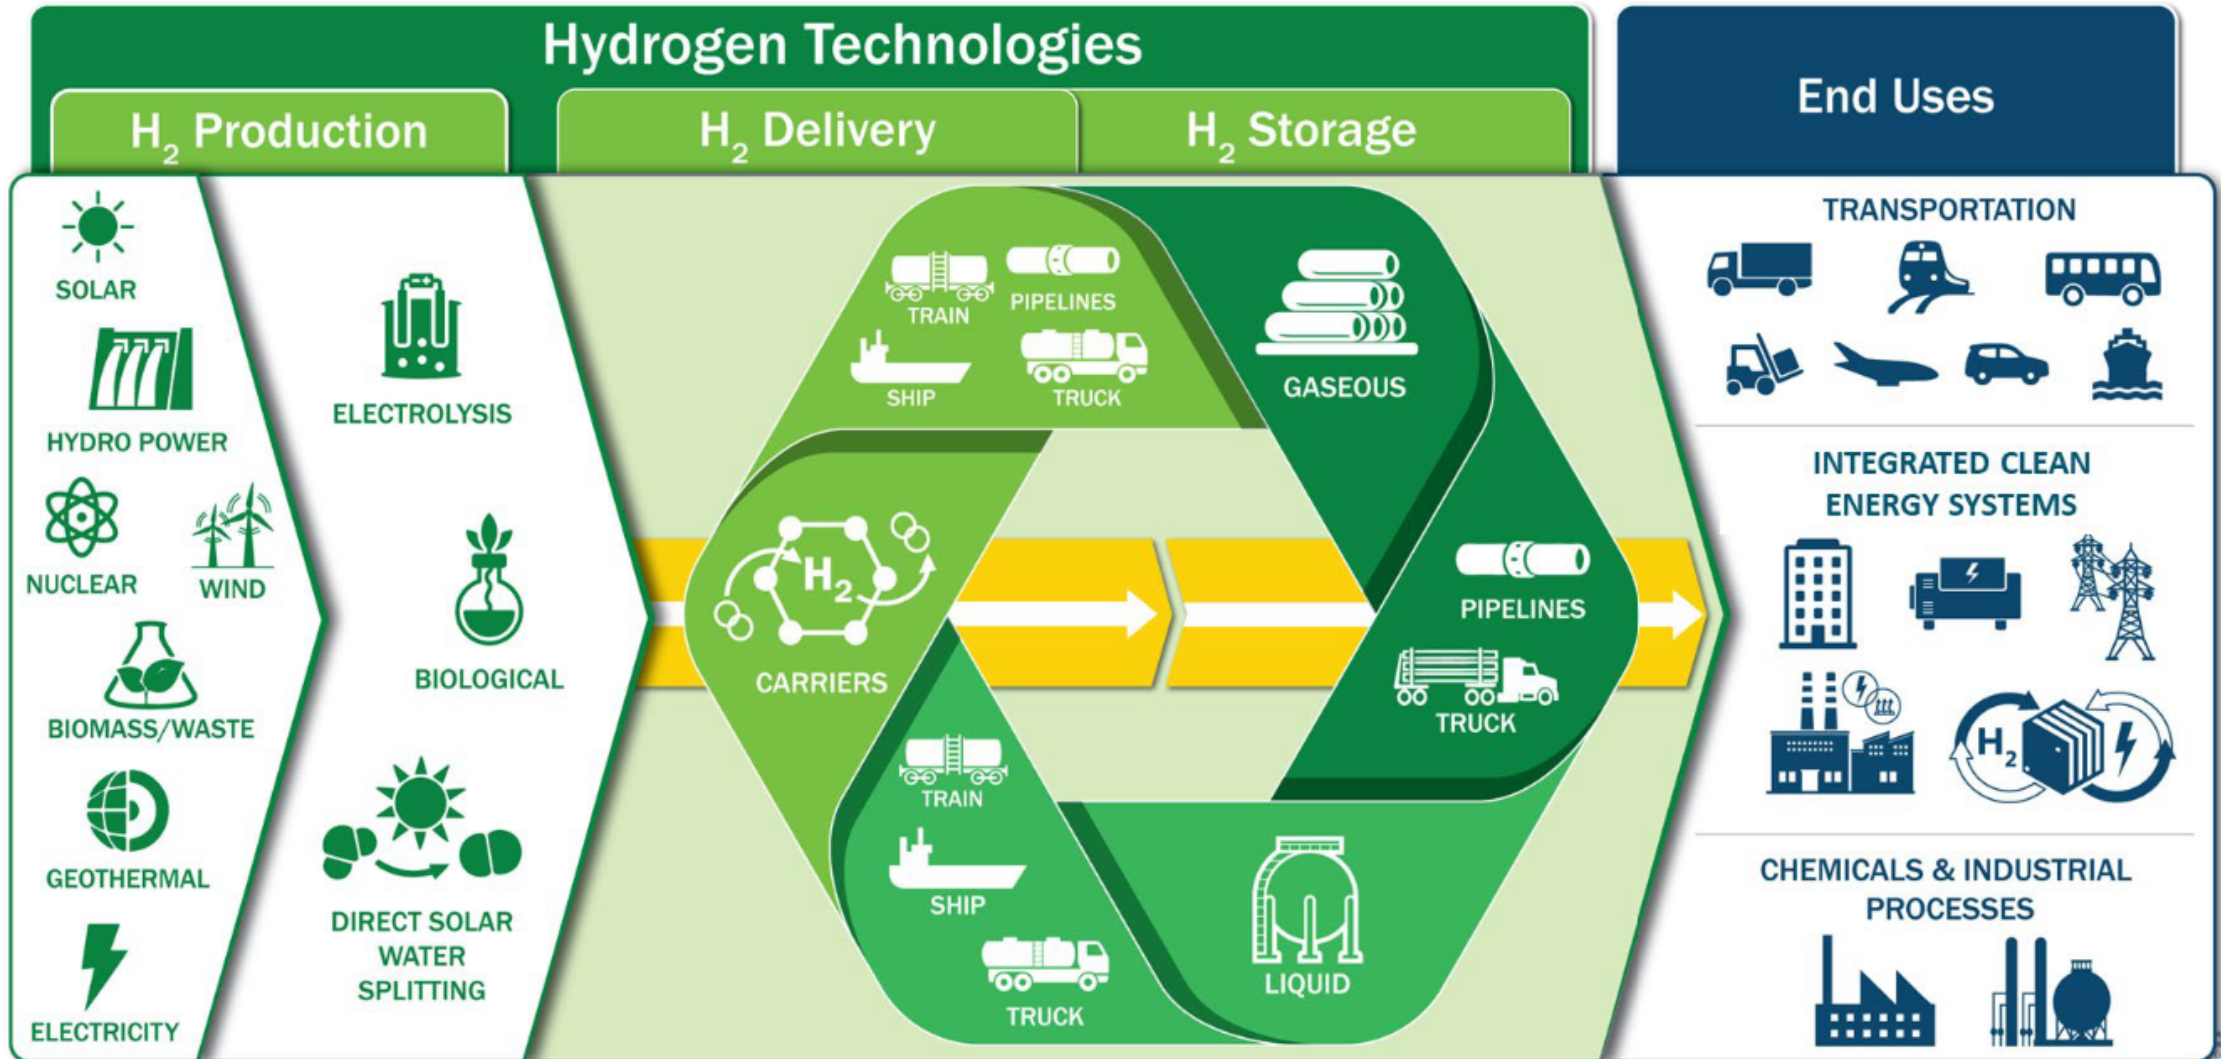 Hydrogen Technologies
End Uses
H₂ Production
H₂ Delivery
H₂ Storage
SOLAR
HYDRO POWER
NUCLEAR
WIND
BIOMASS/WASTE
GEOTHERMAL
ELECTRICITY
ELECTROLYSIS
BIOLOGICAL
DIRECT SOLAR
WATER
SPLITTING
TRAIN
PIPELINES
SHIP
TRUCK
H₂
CARRIERS
TRAIN
SHIP
TRUCK
GASEOUS
PIPELINES
TRUCK
LIQUID
TRANSPORTATION
INTEGRATED CLEAN
ENERGY SYSTEMS
H₂
CHEMICALS & INDUSTRIAL
PROCESSES